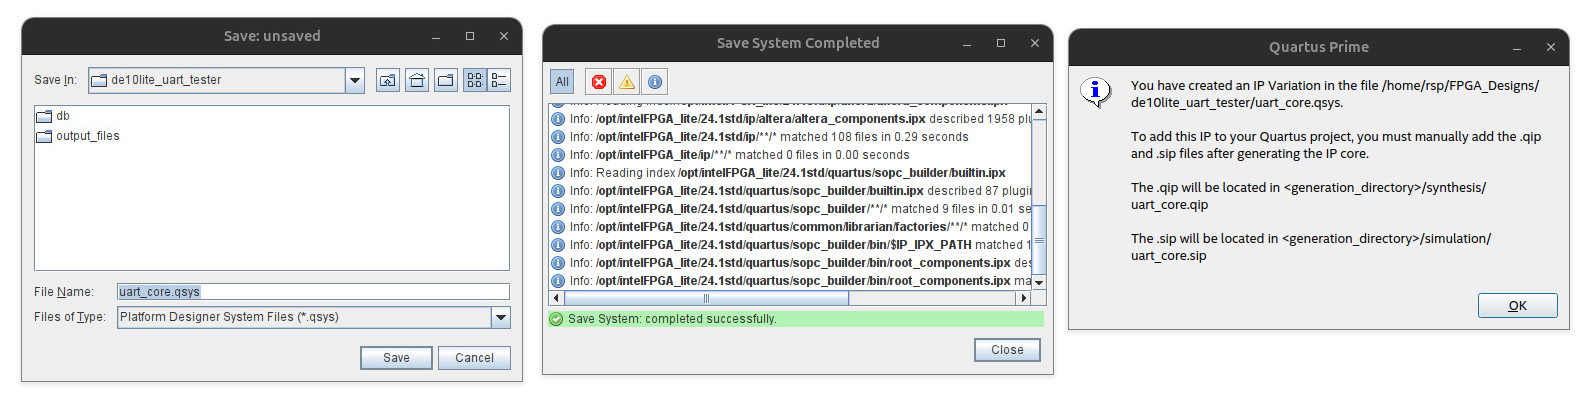 Save: unsaved
Save In:
de10lite_uart_tester
db
output_files
File Name:
uart_core.qsys
Files of Type:
Platform Designer System Files (*.qsys)
Save
Cancel
Save System Completed
All
Info: /opt/intelFPGA_lite/24.1std/ip/altera/altera_components.ipx described 1958 plu
Info: /opt/intelFPGA_lite/24.1std/ip/**/* matched 108 files in 0.29 seconds
Info: /opt/intelFPGA_lite/ip/**/* matched 0 files in 0.00 seconds
Info: Reading index /opt/intelFPGA_lite/24.1std/quartus/sopc_builder/builtin.ipx
Info: /opt/intelFPGA_lite/24.1std/quartus/sopc_builder/builtin.ipx described 87 plugin
Info: /opt/intelFPGA_lite/24.1std/quartus/sopc_builder/**/* matched 9 files in 0.01 se
Info: /opt/intelFPGA_lite/24.1std/quartus/common/librarian/factories/**/* matched 0
Info: /opt/intelFPGA_lite/24.1std/quartus/sopc_builder/bin/$IP_IPX_PATH matched 1
Info: /opt/intelFPGA_lite/24.1std/quartus/sopc_builder/bin/root_components.ipx des
Info: /opt/intelFPGA_lite/24.1std/quartus/sopc_builder/bin/root_components.ipx ma
Save System: completed successfully.
Close
Quartus Prime
You have created an IP Variation in the file /home/rsp/FPGA_Designs/
de10lite_uart_tester/uart_core.qsys.
To add this IP to your Quartus project, you must manually add the .qip
and .sip files after generating the IP core.
The .qip will be located in <generation_directory>/synthesis/
uart_core.qip
The .sip will be located in <generation_directory>/simulation/
uart_core.sip
OK